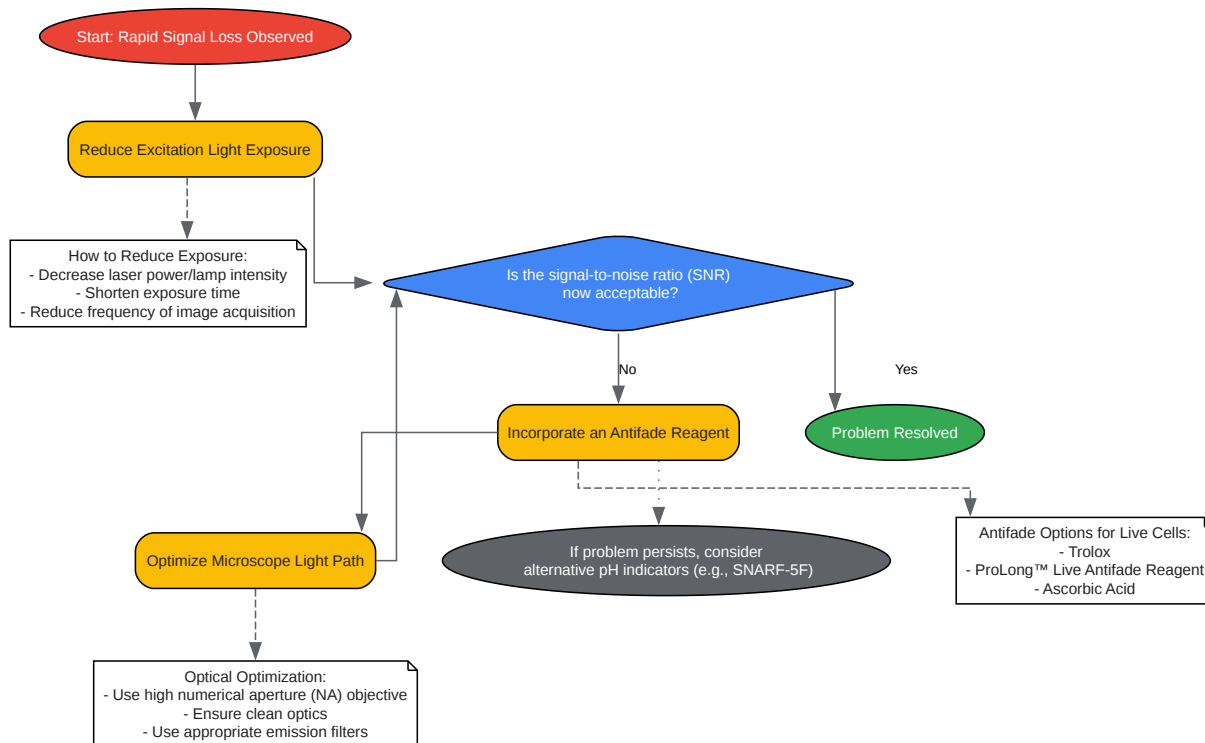 Start: Rapid Signal Loss Observed
Reduce Excitation Light Exposure
How to Reduce Exposure:
- Decrease laser power/lamp intensity
- Shorten exposure time
- Reduce frequency of image acquisition
Is the signal-to-noise ratio (SNR)
now acceptable?
No
Yes
Incorporate an Antifade Reagent
Problem Resolved
Optimize Microscope Light Path
If problem persists, consider
alternative pH indicators (e.g., SNARF-5F)
Antifade Options for Live Cells:
- Trolox
- ProLong™ Live Antifade Reagent
- Ascorbic Acid
Optical Optimization:
- Use high numerical aperture (NA) objective
- Ensure clean optics
- Use appropriate emission filters